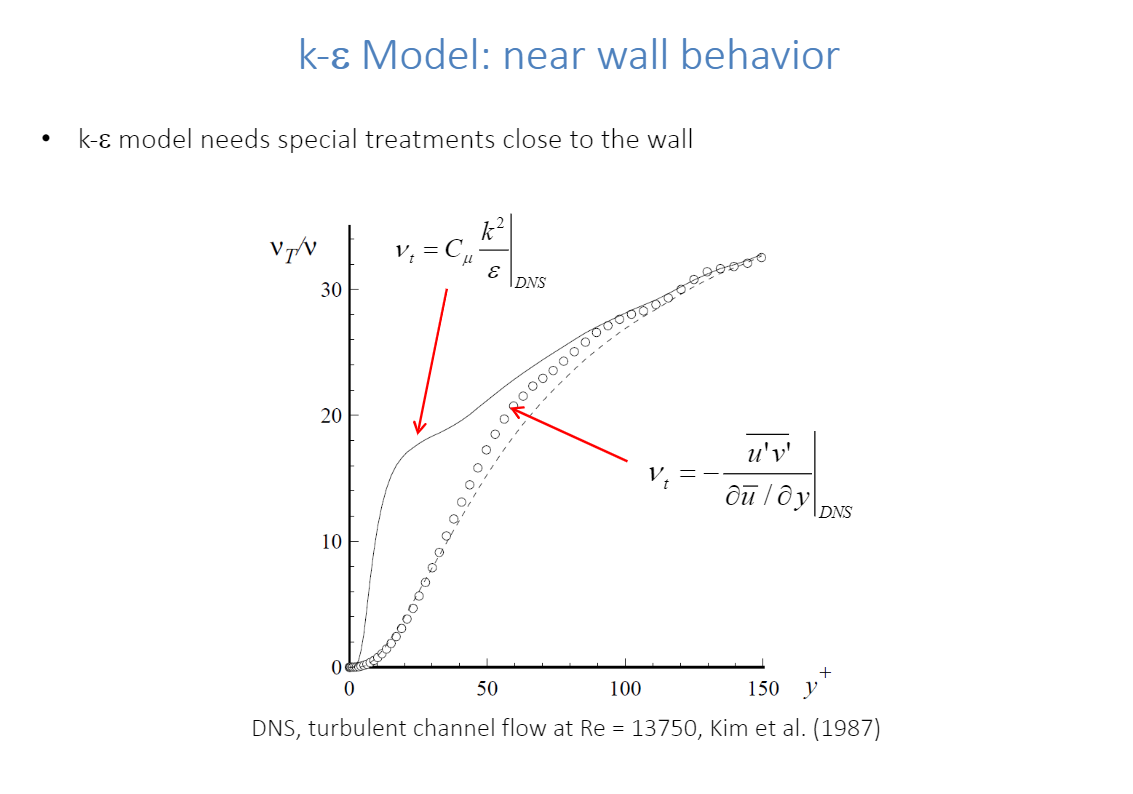 k-ε Model: near wall behavior
• k-ε model needs special treatments close to the wall
ν_T/ν
ν_t = C_μ k²/ε |_DNS
30
20
ν_t = − \overline{u'v'} / (∂\overline{u} / ∂y) |_DNS
10
0
0 50 100 150 y⁺
DNS, turbulent channel flow at Re = 13750, Kim et al. (1987)